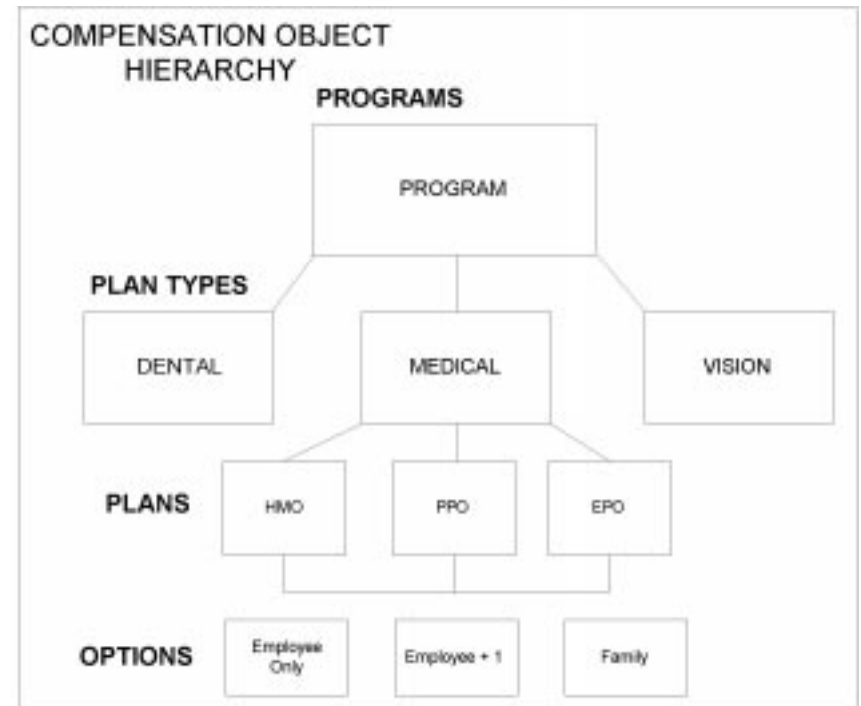 COMPENSATION OBJECT
HIERARCHY
PROGRAMS
PROGRAM
PLAN TYPES
DENTAL
MEDICAL
VISION
PLANS
HMO
PPO
EPO
OPTIONS
Employee
Only
Employee + 1
Family